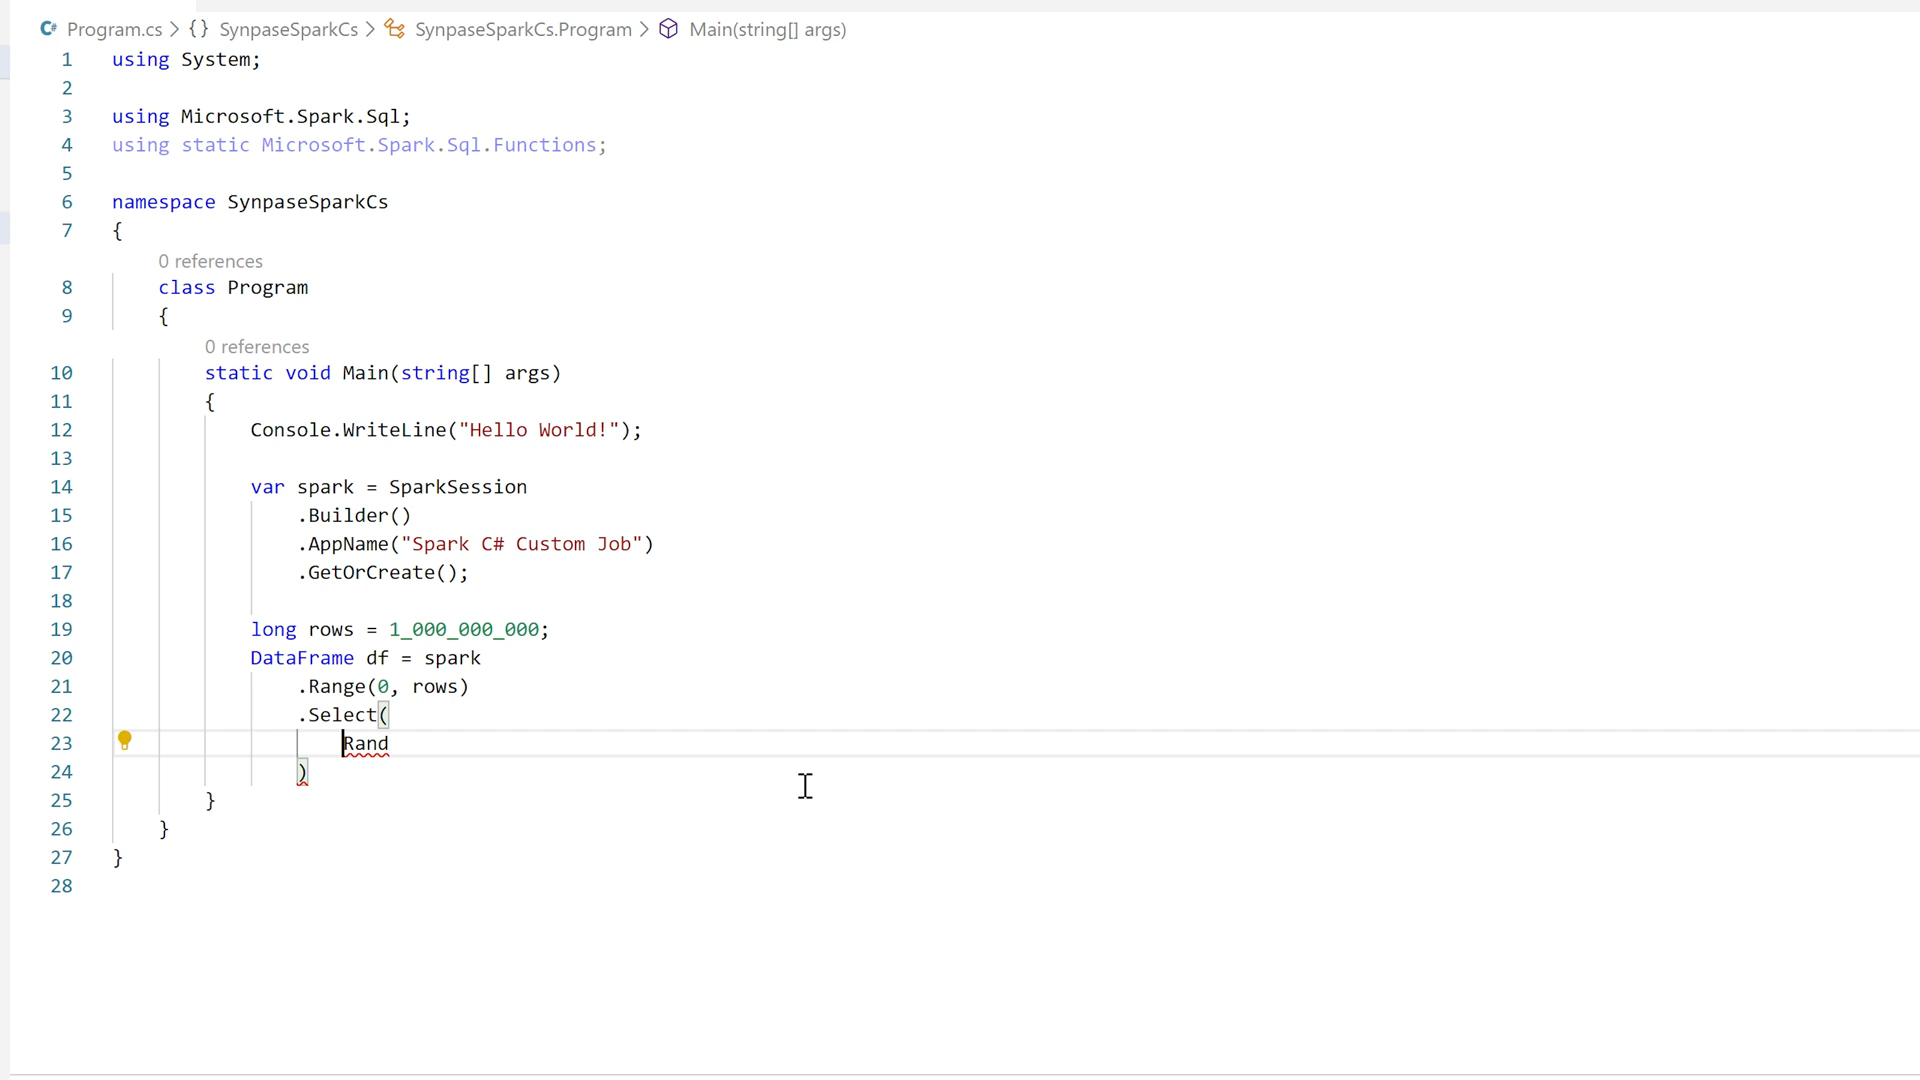 Program.cs > {} SynpaseSparkCs > SynpaseSparkCs.Program > Main(string[] args)
1 using System;
2
3 using Microsoft.Spark.Sql;
4 using static Microsoft.Spark.Sql.Functions;
5
6 namespace SynpaseSparkCs
7 {
0 references
8 class Program
9 {
0 references
10 static void Main(string[] args)
11 {
12 Console.WriteLine("Hello World!");
13
14 var spark = SparkSession
15 .Builder()
16 .AppName("Spark C# Custom Job")
17 .GetOrCreate();
18
19 long rows = 1_000_000_000;
20 DataFrame df = spark
21 .Range(0, rows)
22 .Select(
23 Rand
24 )
25 }
26 }
27 }
28